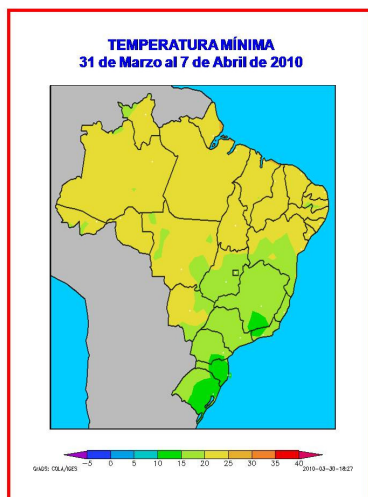 TEMPERATURA MÍNIMA
31 de Marzo al 7 de Abril de 2010
-5 0 5 10 15 20 25 30 35 40
GrADS: COLA/IGES 2010-03-30-18:27